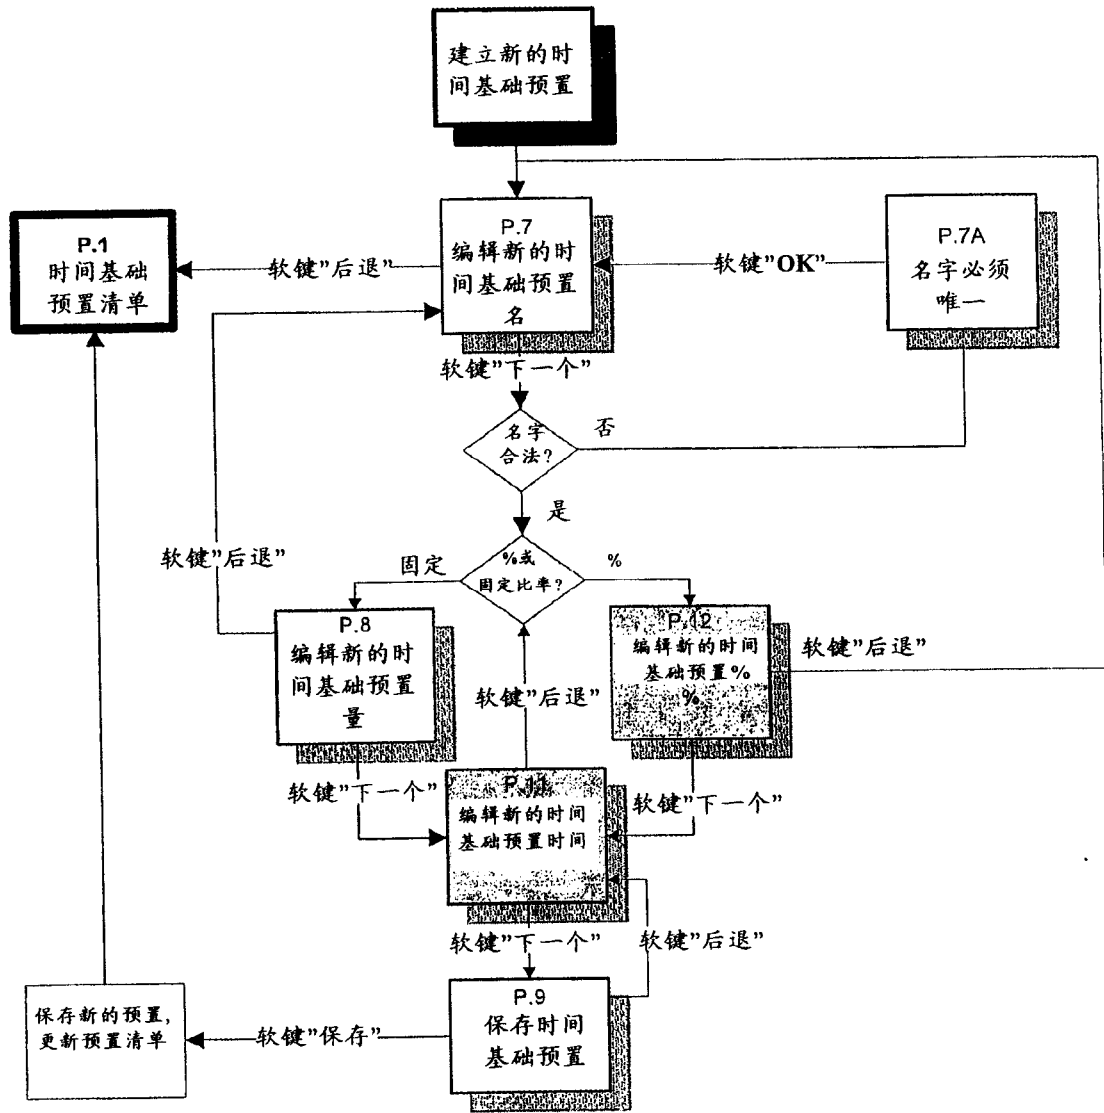 建立新的时
间基础预置
P.7
编辑新的时
间基础预置
名
P.7A
名字必须
唯一
P.1
时间基础
预置清单
软键"后退"
软键"OK"
软键"下一个"
名字
合法?
否
是
软键"后退"
固定
%或
固定比率?
%
P.8
编辑新的时
间基础预置
量
P.12
编辑新的时间
基础预置%
%
软键"后退"
软键"后退"
软键"下一个"
P.11
编辑新的时间
基础预置时间
软键"下一个"
软键"下一个"
软键"后退"
保存新的预置,
更新预置清单
软键"保存"
P.9
保存时间
基础预置